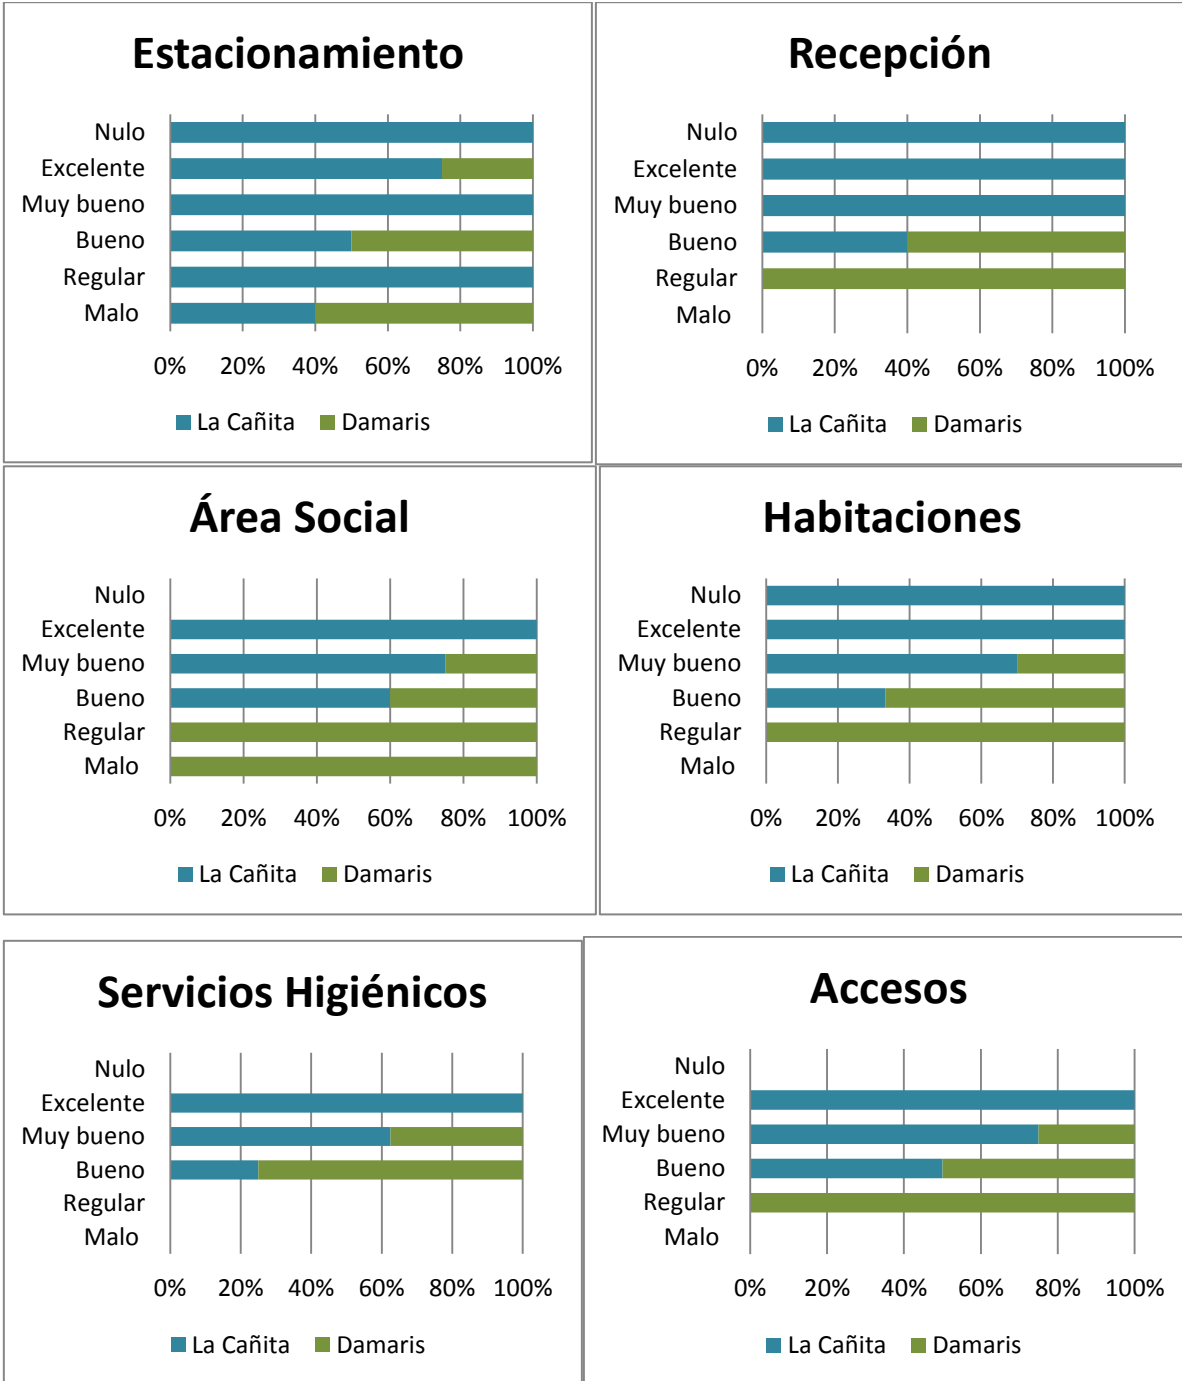 Estacionamiento
Nulo
Excelente
Muy bueno
Bueno
Regular
Malo
0% 20% 40% 60% 80% 100%
La Cañita Damaris
Recepción
Nulo
Excelente
Muy bueno
Bueno
Regular
Malo
0% 20% 40% 60% 80% 100%
La Cañita Damaris
Área Social
Nulo
Excelente
Muy bueno
Bueno
Regular
Malo
0% 20% 40% 60% 80% 100%
La Cañita Damaris
Habitaciones
Nulo
Excelente
Muy bueno
Bueno
Regular
Malo
0% 20% 40% 60% 80% 100%
La Cañita Damaris
Servicios Higiénicos
Nulo
Excelente
Muy bueno
Bueno
Regular
Malo
0% 20% 40% 60% 80% 100%
La Cañita Damaris
Accesos
Nulo
Excelente
Muy bueno
Bueno
Regular
Malo
0% 20% 40% 60% 80% 100%
La Cañita Damaris